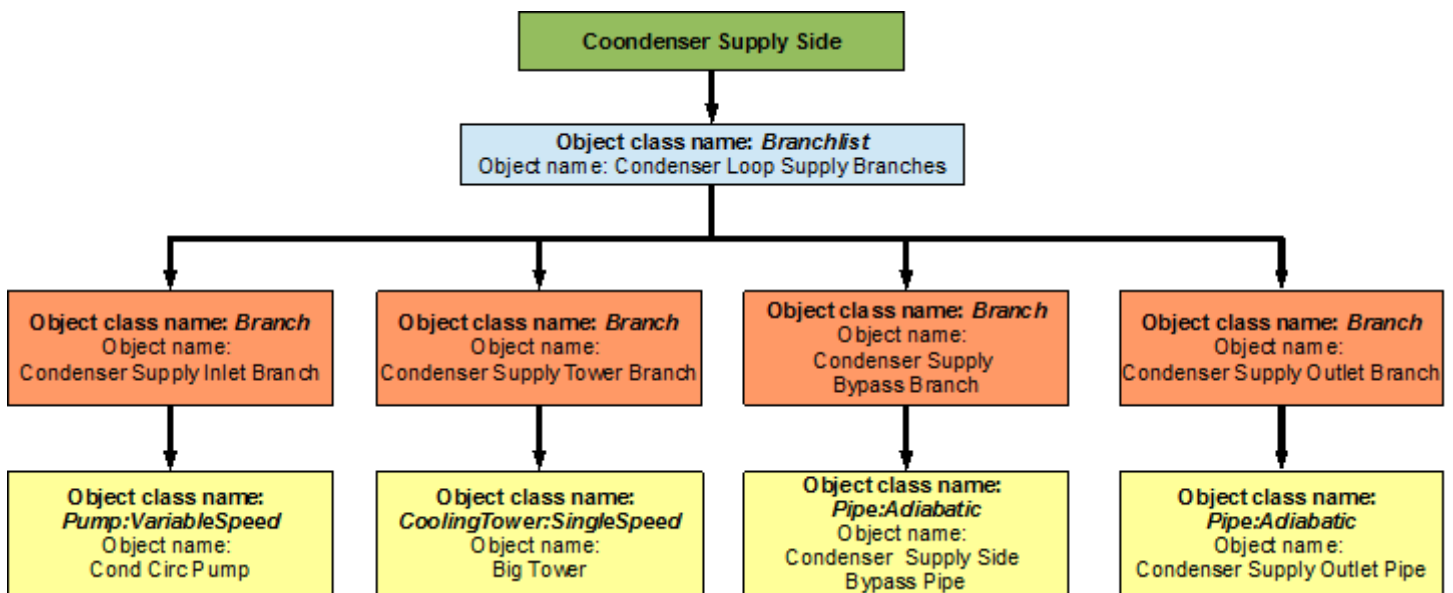 Coondenser Supply Side
Object class name: Branchlist
Object name: Condenser Loop Supply Branches
Object class name: Branch
Object name:
Condenser Supply Inlet Branch
Object class name: Branch
Object name:
Condenser Supply Tower Branch
Object class name: Branch
Object name:
Condenser Supply
Bypass Branch
Object class name: Branch
Object name:
Condenser Supply Outlet Branch
Object class name:
Pump:VariableSpeed
Object name:
Cond Circ Pump
Object class name:
CoolingTower:SingleSpeed
Object name:
Big Tower
Object class name:
Pipe:Adiabatic
Object name:
Condenser Supply Side
Bypass Pipe
Object class name:
Pipe:Adiabatic
Object name:
Condenser Supply Outlet Pipe